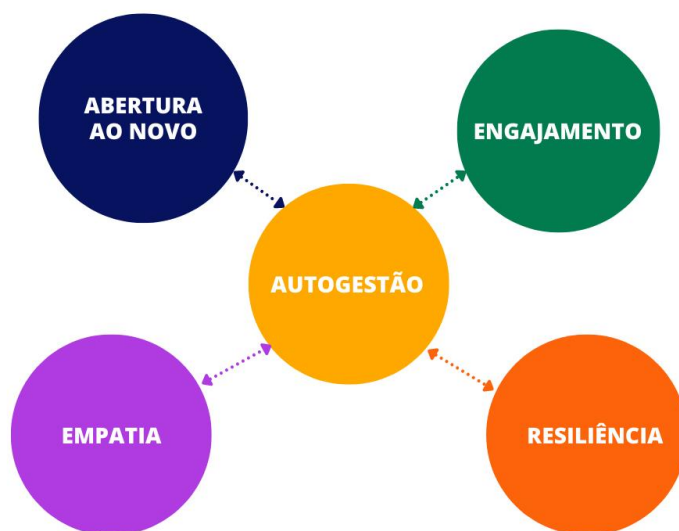 ABERTURA
AO NOVO
ENGAJAMENTO
AUTOGESTÃO
EMPATIA
RESILIÊNCIA